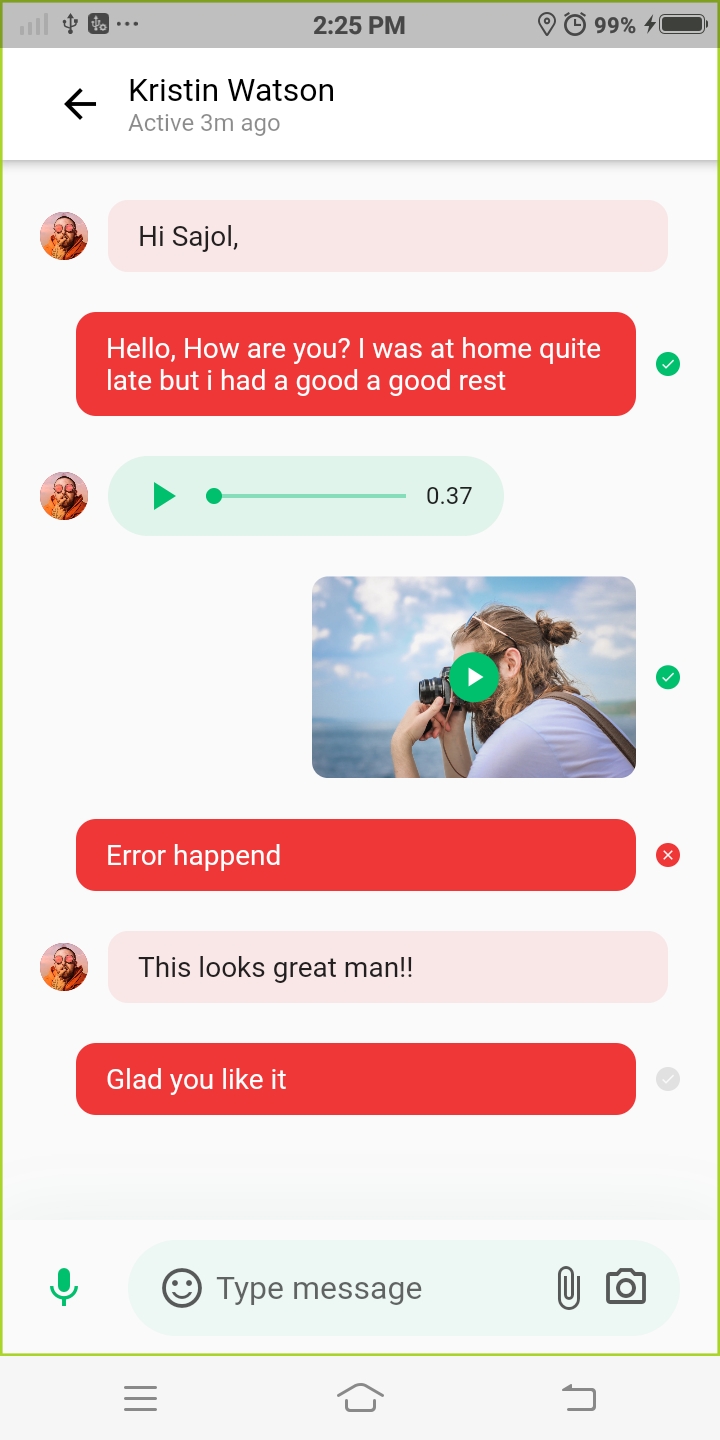 2:25 PM
99%
Kristin Watson
Active 3m ago
Hi Sajol,
Hello, How are you? I was at home quite
late but i had a good a good rest
0.37
Error happend
This looks great man!!
Glad you like it
Type message